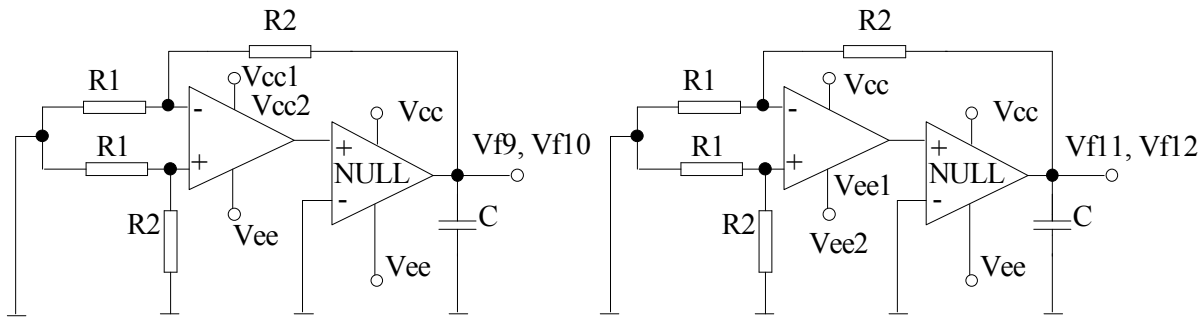 R2
R1
Vcc1
Vcc2
-
Vcc
R1
+
+
NULL
-
Vf9, Vf10
R2
Vee
Vee
C
R2
R1
Vcc
-
Vcc
R1
+
+
NULL
-
Vf11, Vf12
Vee1
R2
Vee2
Vee
C